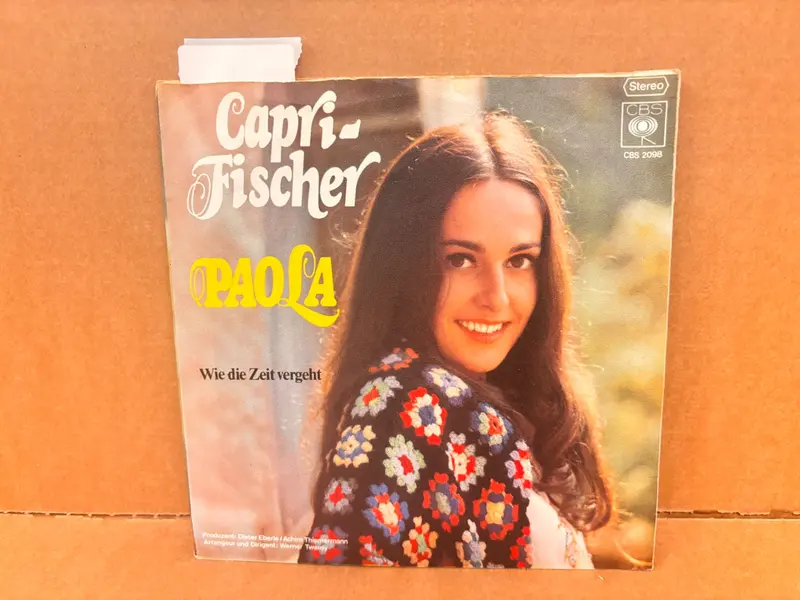 Capri-
Fischer
PAOLA
Wie die Zeit vergeht
Stereo
CBS
CBS 2098
Produzent: Dieter Eberle / Achim Thiermermann
Arrangeur und Dirigent: Werner Twardy